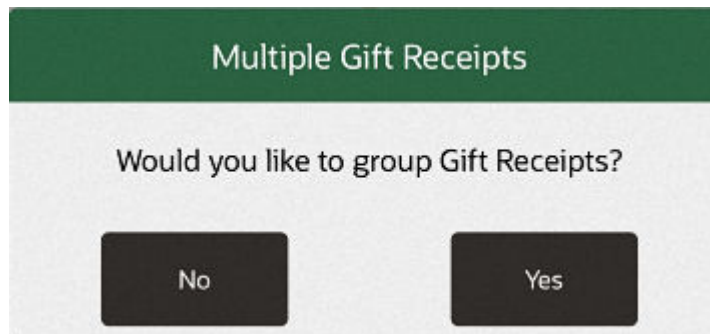 Multiple Gift Receipts
Would you like to group Gift Receipts?
No Yes